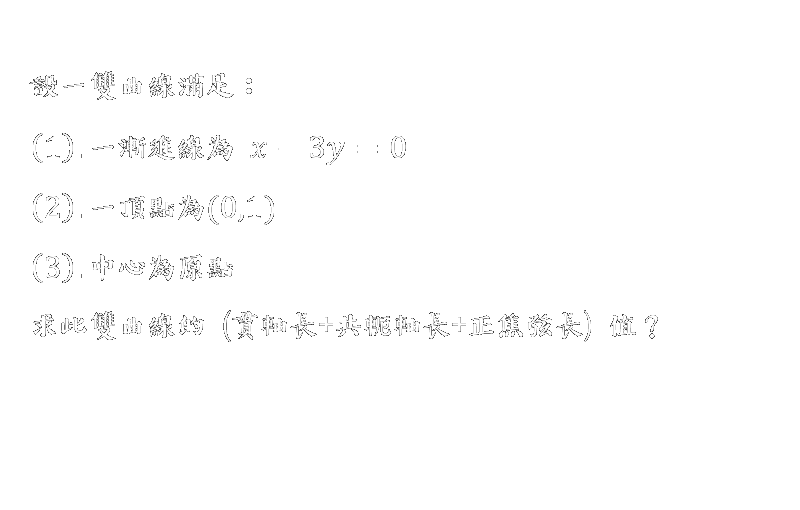 設一雙曲線滿足：
(1).一漸進線為 x − 3y = 0
(2).一頂點為(0,1)
(3).中心為原點
求此雙曲線的（貫軸長+共軛軸長+正焦弦長）值？